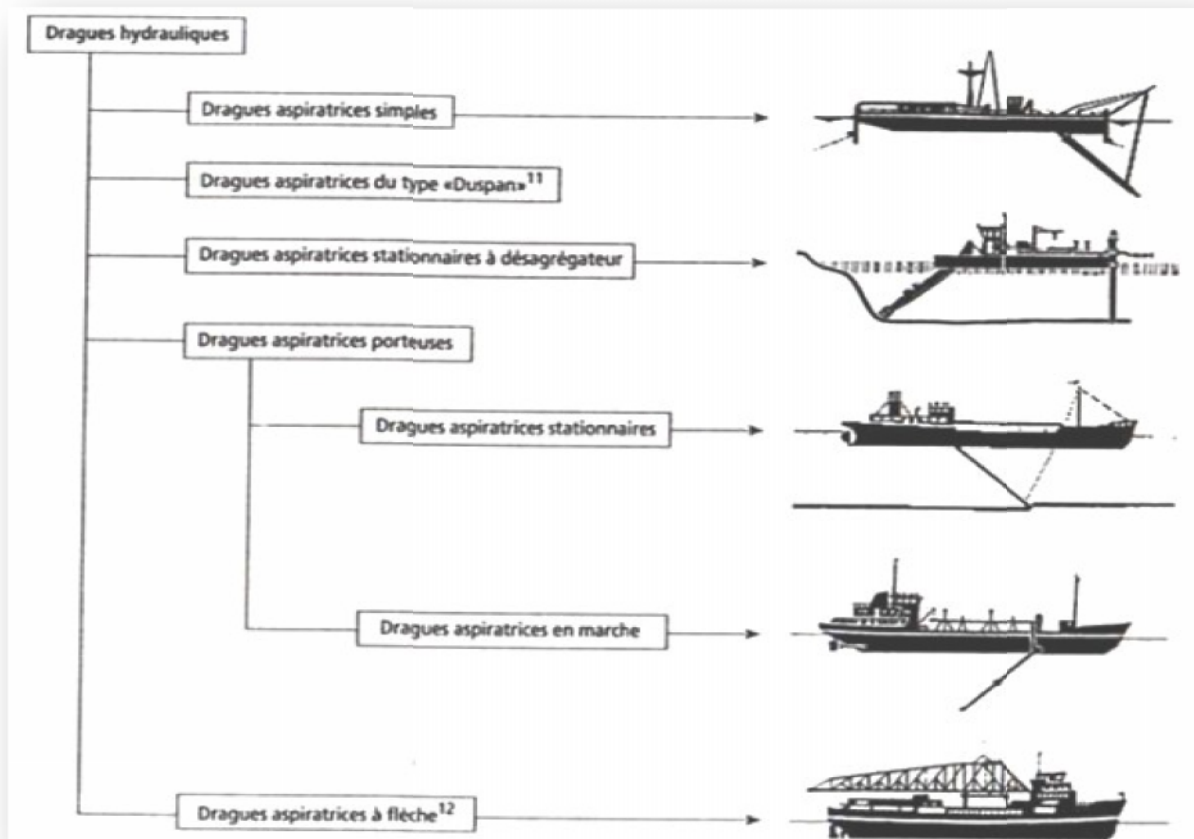 Dragues hydrauliques
Dragues aspiratrices simples
Dragues aspiratrices du type «Duspan»¹¹
Dragues aspiratrices stationnaires à désagrégateur
Dragues aspiratrices porteuses
Dragues aspiratrices stationnaires
Dragues aspiratrices en marche
Dragues aspiratrices à flèche¹²